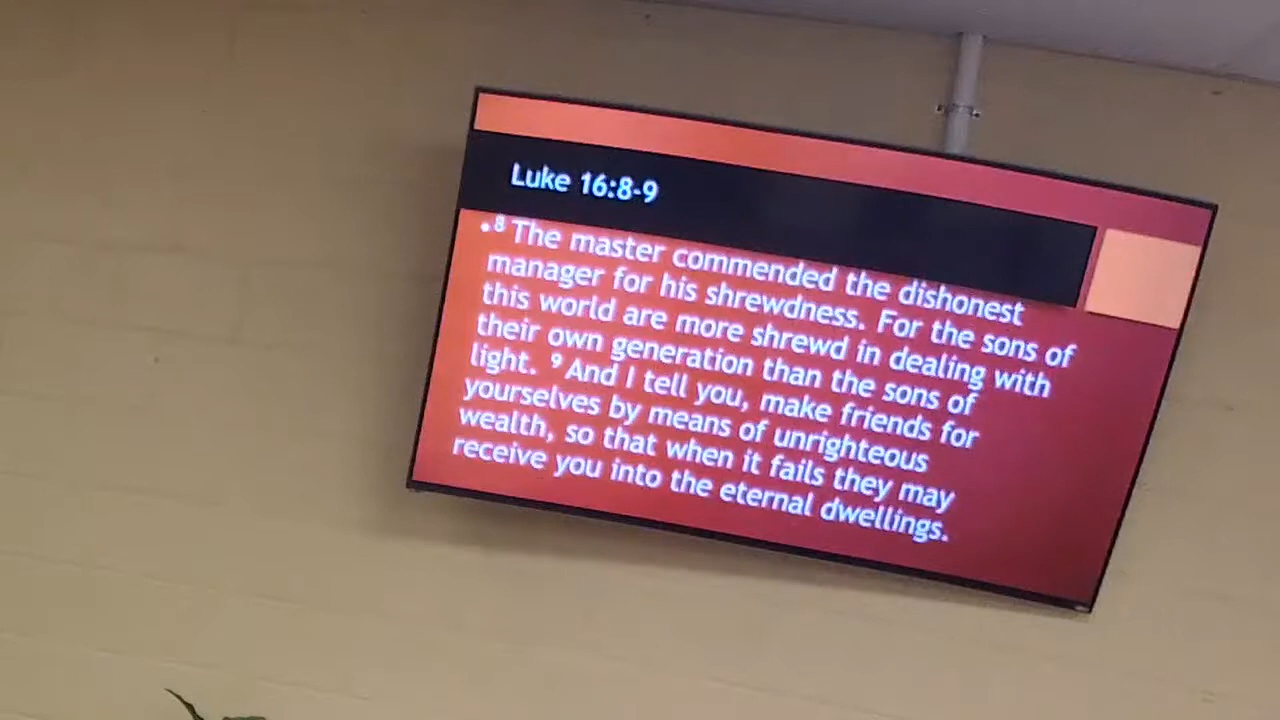 Luke 16:8-9
•8 The master commended the dishonest
manager for his shrewdness. For the sons of
this world are more shrewd in dealing with
their own generation than the sons of
light. 9 And I tell you, make friends for
yourselves by means of unrighteous
wealth, so that when it fails they may
receive you into the eternal dwellings.